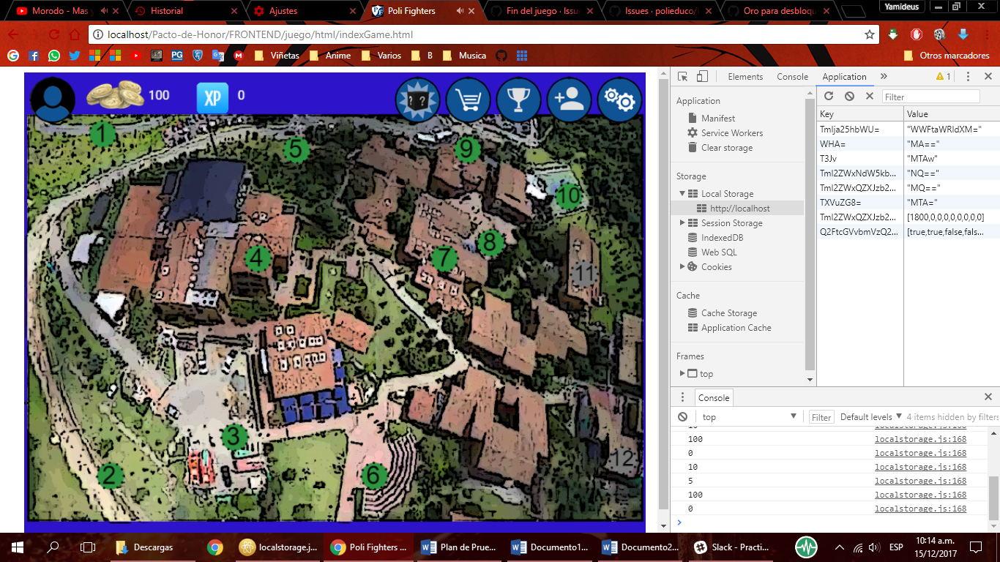 Morodo - Mas y
Historial
Ajustes
Poli Fighters
Fin del juego · Issu
Issues · polieduco/
Oro para desbloqu
Yamideus
localhost/Pacto-de-Honor/FRONTEND/juego/html/indexGame.html
Viñetas
Anime
Varios
B
Musica
Otros marcadores
100
XP
0
? ?
1
5
9
10
4
8
7
11
3
2
6
12
Elements
Console
Application
1
Application
Manifest
Service Workers
Clear storage
Storage
Local Storage
http://localhost
Session Storage
IndexedDB
Web SQL
Cookies
Cache
Cache Storage
Application Cache
Frames
top
Filter
Key Value
TmIja25hbWU= "WWFtaWRldXM="
WHA= "MA=="
T3Jv "MTAw"
TmI2ZWxNdW5kb... "NQ=="
TmI2ZWxQZXJzb2... "MQ=="
TXVuZG8= "MTA="
TmI2ZWxQZXJzb2... [1800,0,0,0,0,0,0,0,0]
Q2FtcGVvbmVzQ2... [true,true,false,fals...
Console
top Filter Default levels 4 items hidden by filters
localstorage.js:168
100 localstorage.js:168
0 localstorage.js:168
10 localstorage.js:168
5 localstorage.js:168
100 localstorage.js:168
0 localstorage.js:168
Descargas
localstorage.j...
Poli Fighters ...
Plan de Prue...
Documento1...
Documento2...
Slack - Practi...
ESP
10:14 a.m.
15/12/2017